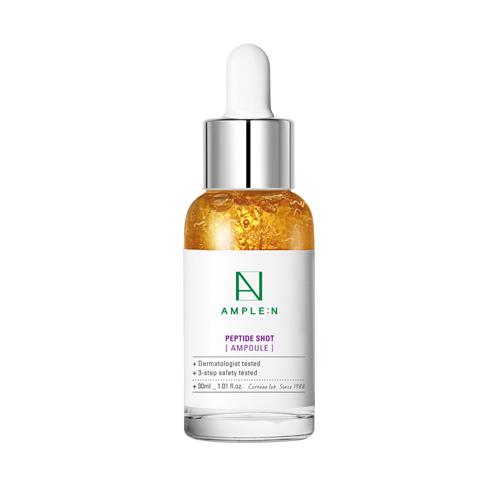 AMPLE:N
PEPTIDE SHOT
[ AMPOULE ]
+ Dermatologist tested
+ 3-step safety tested
+ 30ml _ 1.01 fl.oz. Coreana lab. Since 1988